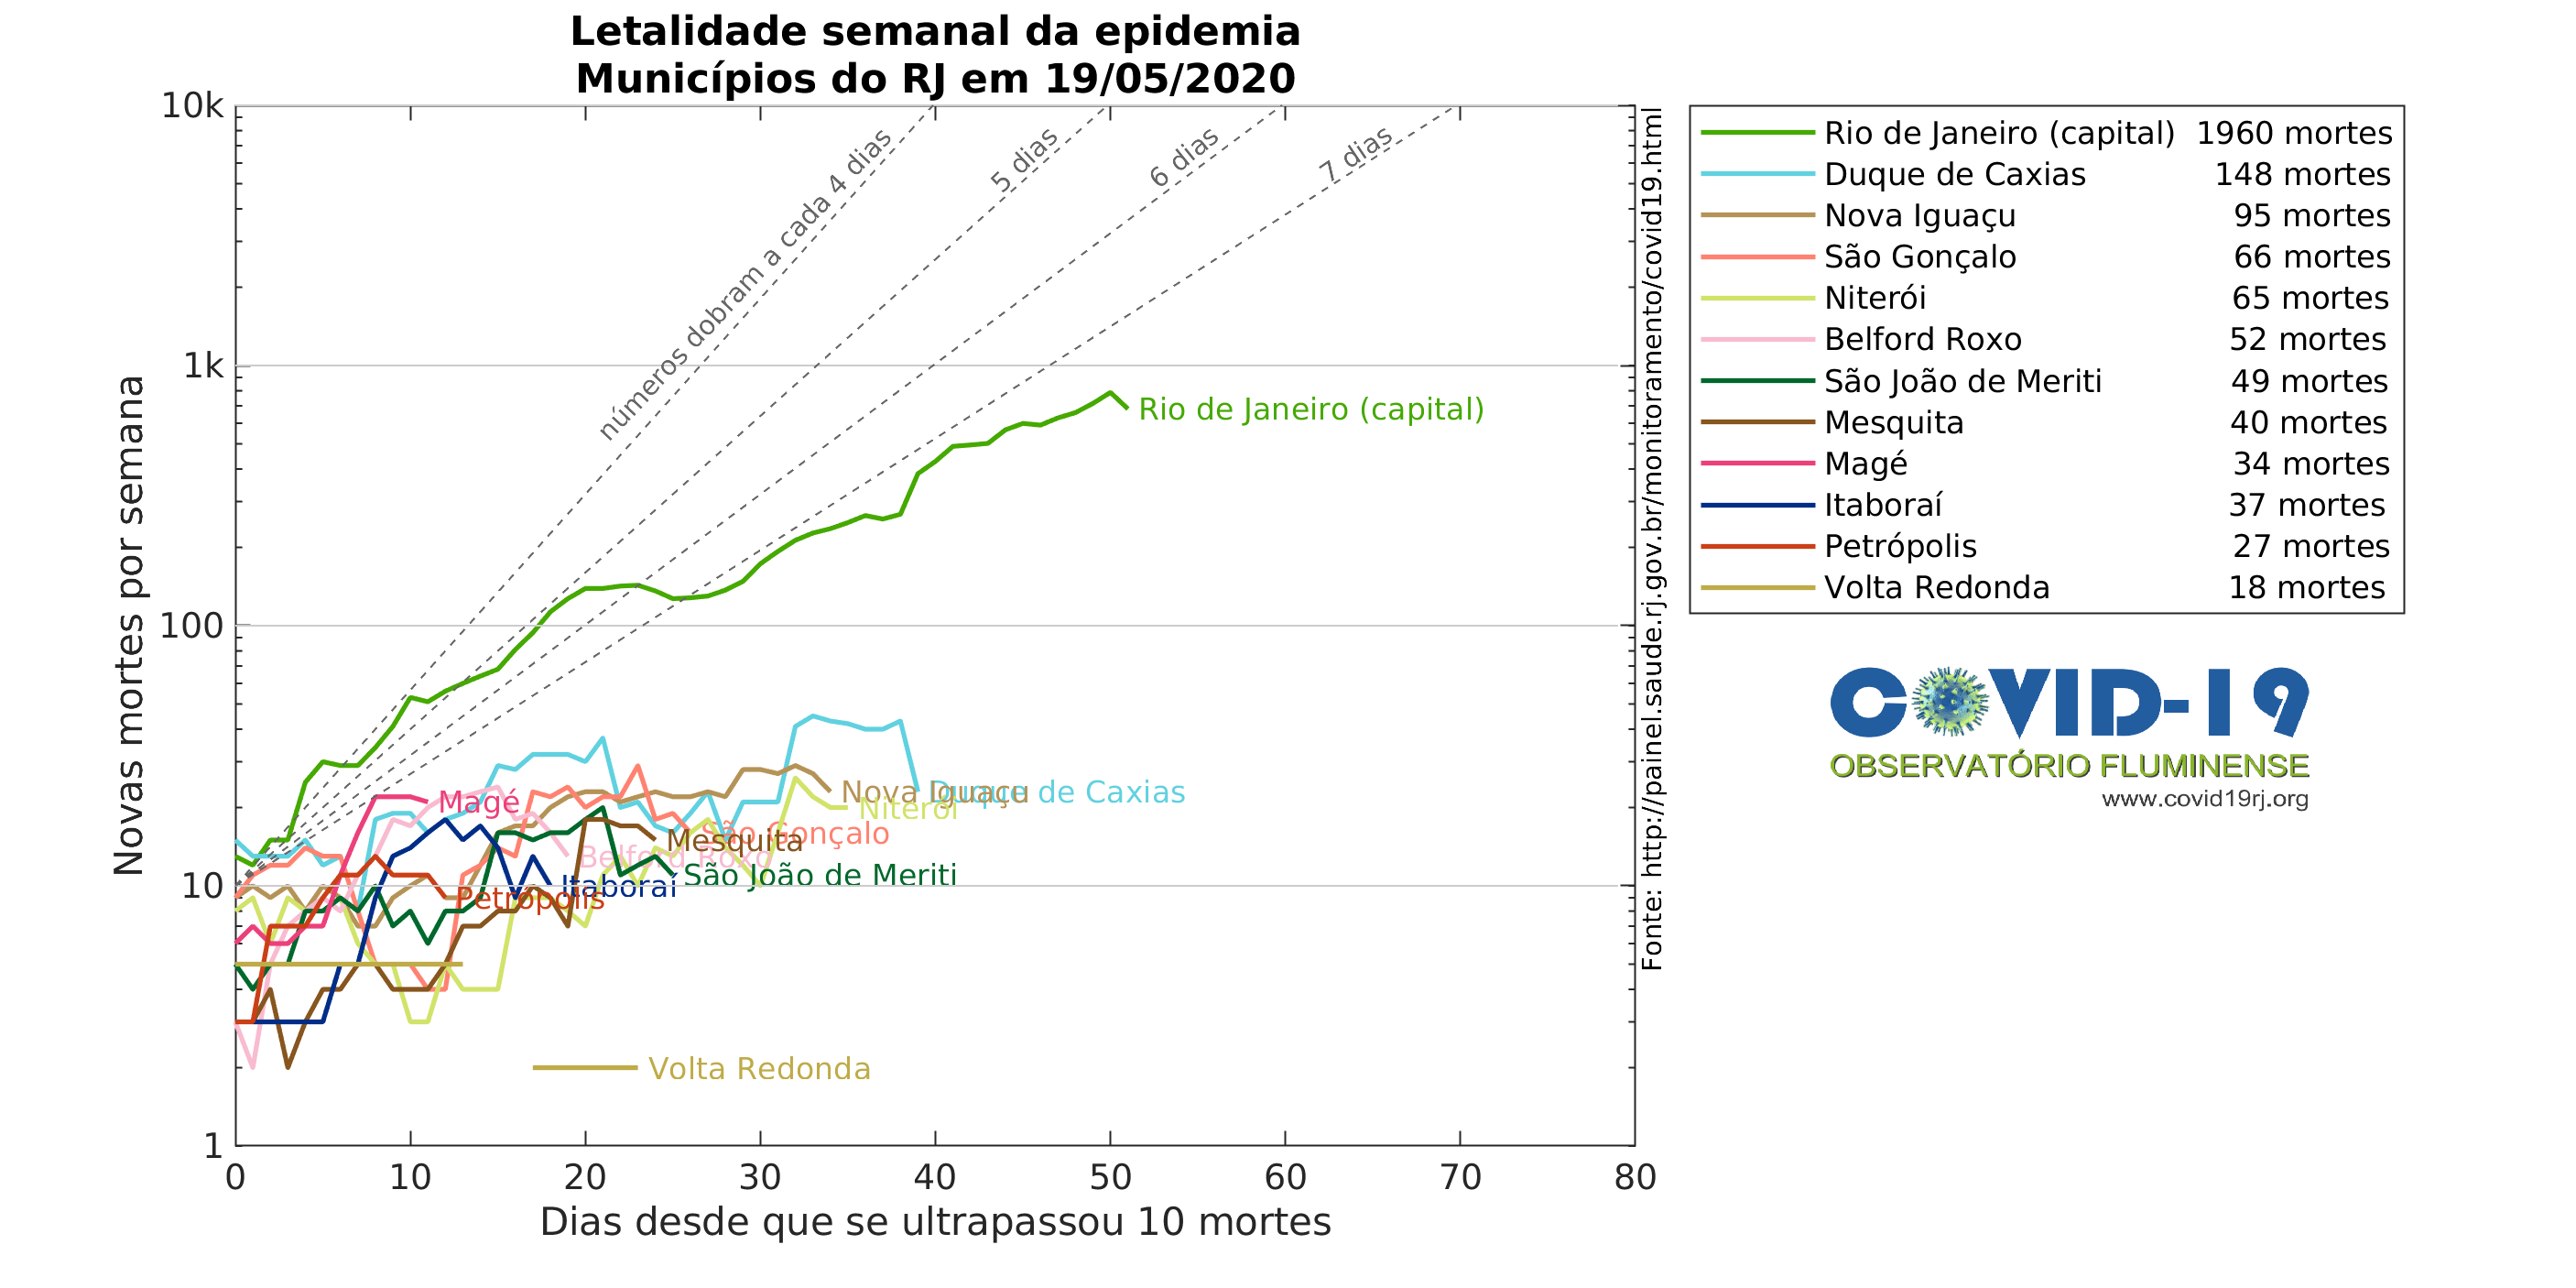 Letalidade semanal da epidemia
Municípios do RJ em 19/05/2020
Novas mortes por semana
10k
1k
100
10
1
0 10 20 30 40 50 60 70 80
Dias desde que se ultrapassou 10 mortes
números dobram a cada 4 dias
5 dias
6 dias
7 dias
Rio de Janeiro (capital)
Nova Iguaçu
Duque de Caxias
Niterói
Magé
São Gonçalo
Mesquita
Belford Roxo
São João de Meriti
Itaboraí
Petrópolis
Volta Redonda
Fonte: http://painel.saude.rj.gov.br/monitoramento/covid19.html
Rio de Janeiro (capital) 1960 mortes
Duque de Caxias 148 mortes
Nova Iguaçu 95 mortes
São Gonçalo 66 mortes
Niterói 65 mortes
Belford Roxo 52 mortes
São João de Meriti 49 mortes
Mesquita 40 mortes
Magé 34 mortes
Itaboraí 37 mortes
Petrópolis 27 mortes
Volta Redonda 18 mortes
COVID-19
OBSERVATÓRIO FLUMINENSE
www.covid19rj.org